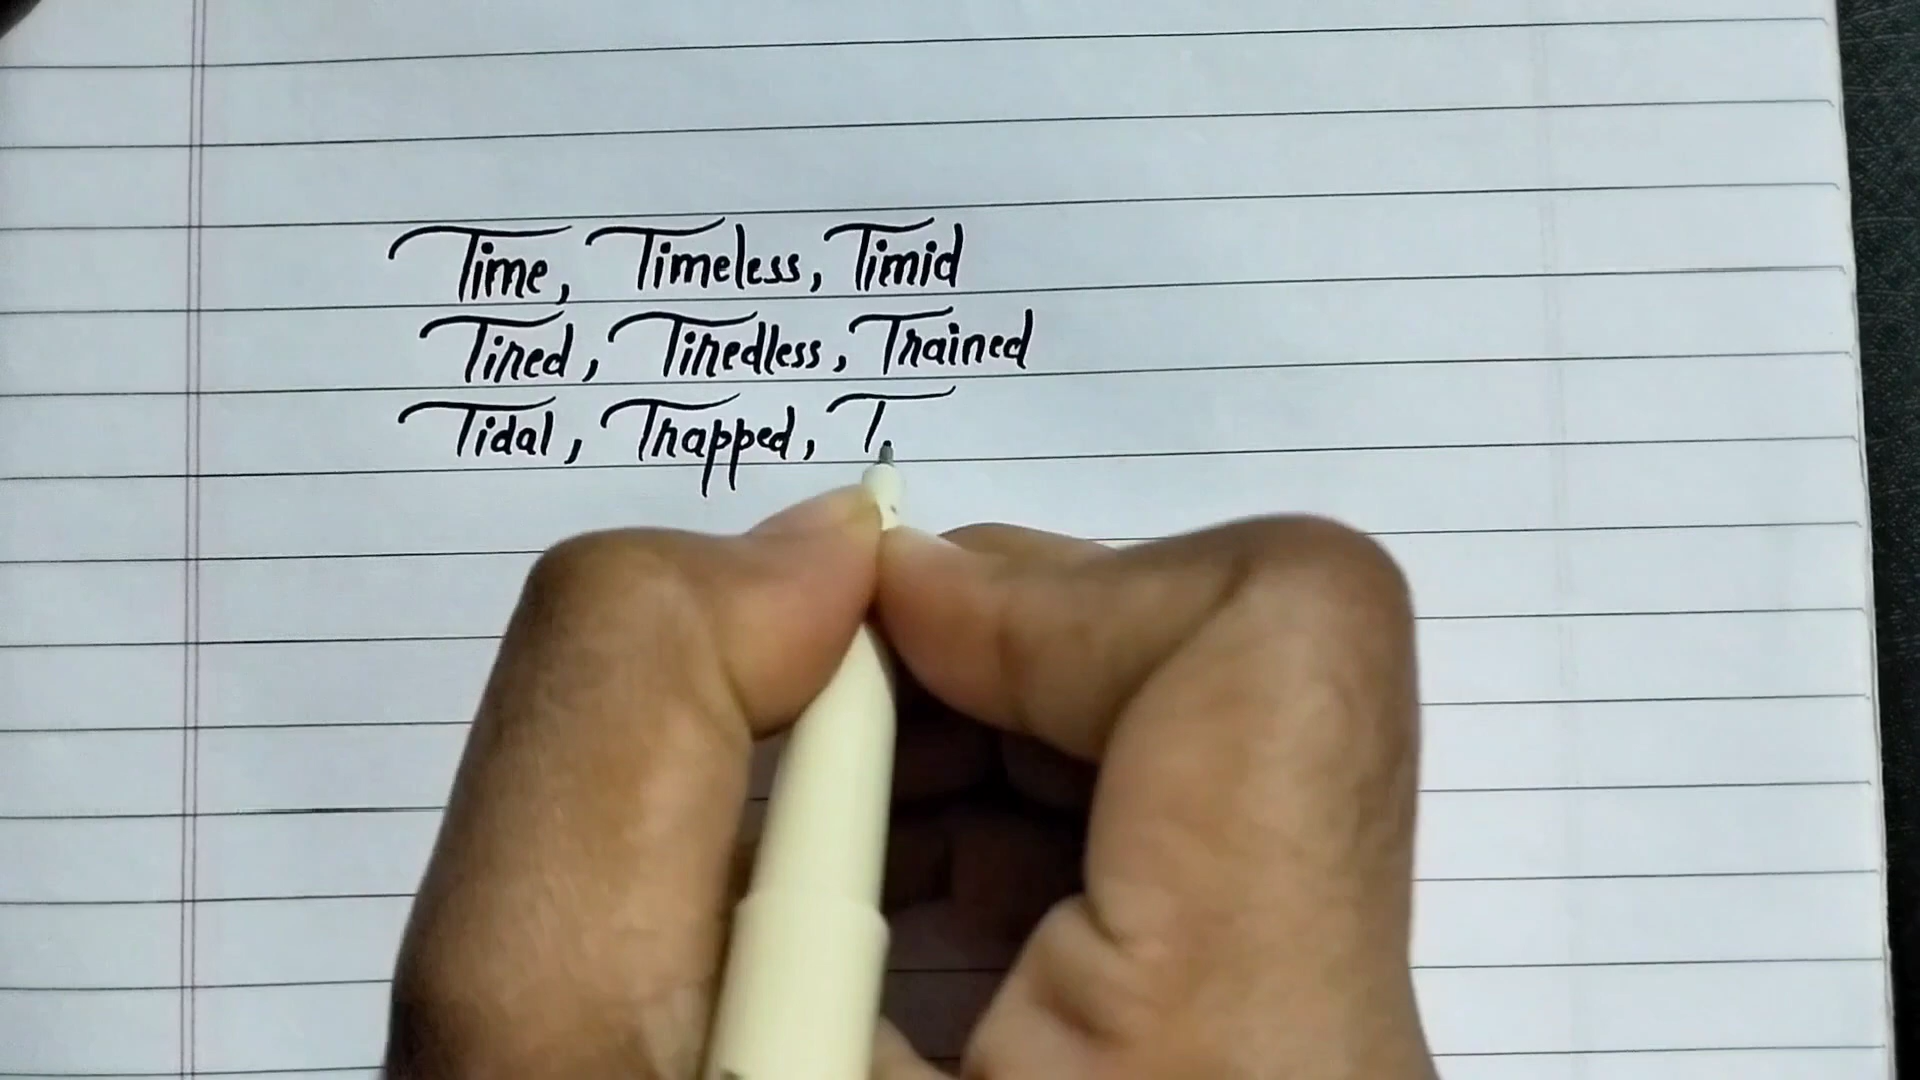 Time, Timeless, Timid
Tired, Tiredless, Trained
Tidal, Trapped, T